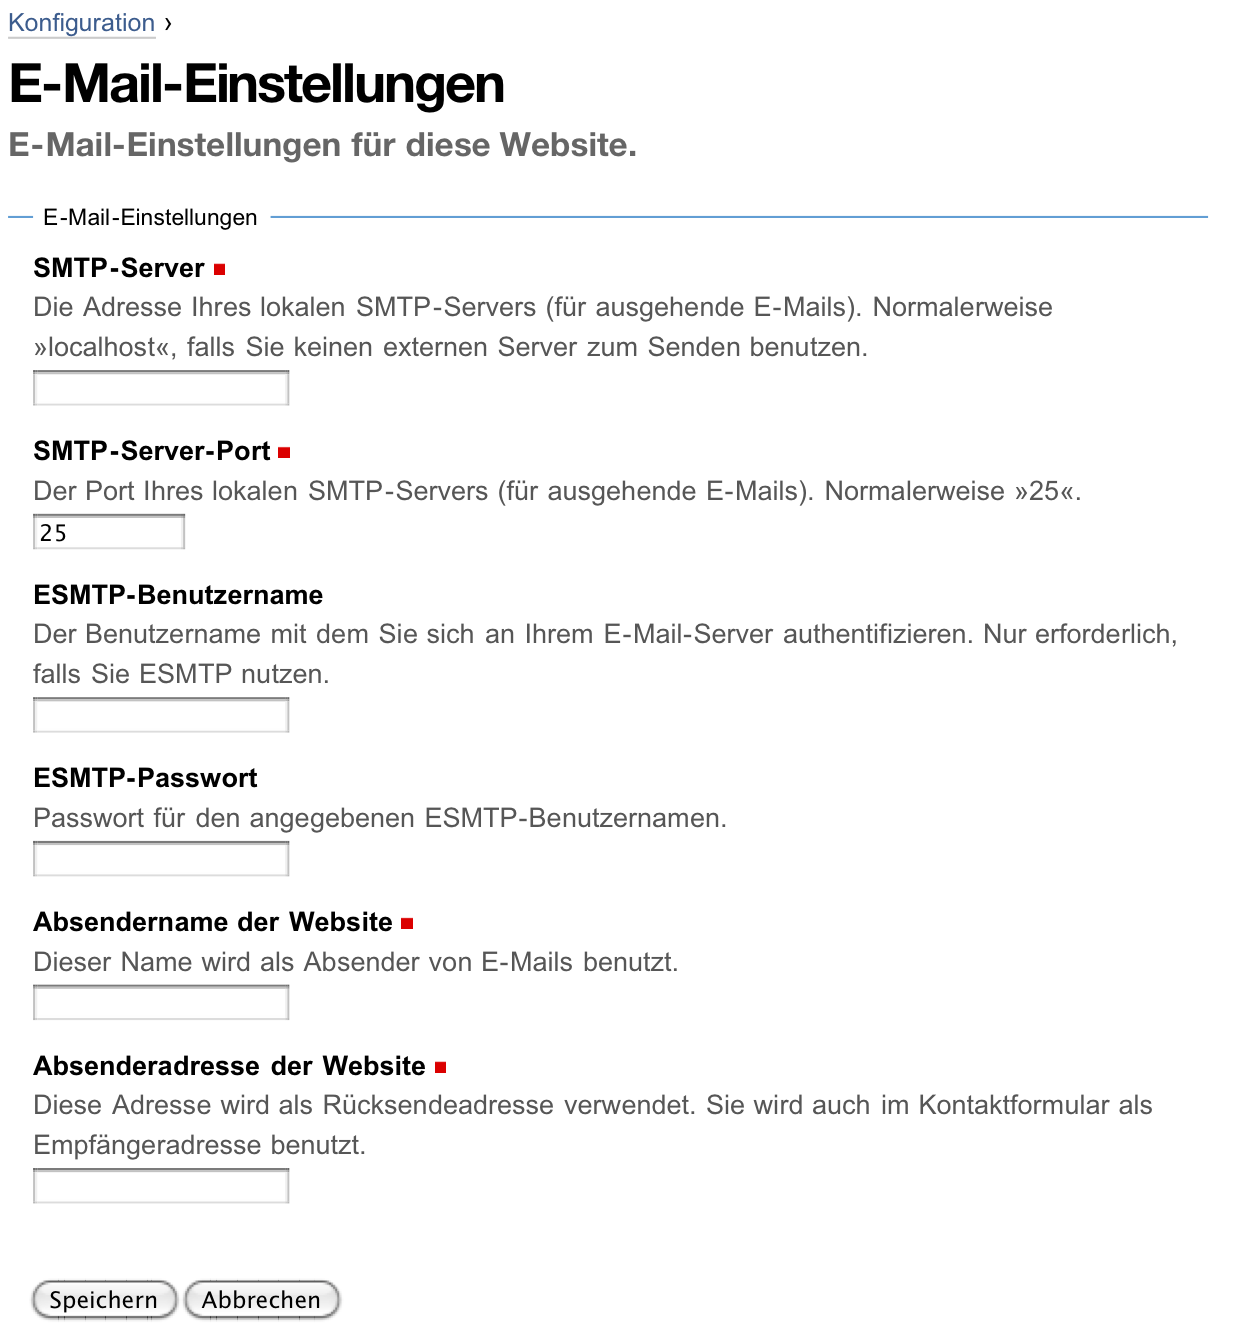 Konfiguration ›
E-Mail-Einstellungen
E-Mail-Einstellungen für diese Website.
E-Mail-Einstellungen
SMTP-Server
Die Adresse Ihres lokalen SMTP-Servers (für ausgehende E-Mails). Normalerweise
»localhost«, falls Sie keinen externen Server zum Senden benutzen.
SMTP-Server-Port
Der Port Ihres lokalen SMTP-Servers (für ausgehende E-Mails). Normalerweise »25«.
25
ESMTP-Benutzername
Der Benutzername mit dem Sie sich an Ihrem E-Mail-Server authentifizieren. Nur erforderlich,
falls Sie ESMTP nutzen.
ESMTP-Passwort
Passwort für den angegebenen ESMTP-Benutzernamen.
Absendername der Website
Dieser Name wird als Absender von E-Mails benutzt.
Absenderadresse der Website
Diese Adresse wird als Rücksendeadresse verwendet. Sie wird auch im Kontaktformular als
Empfängeradresse benutzt.
Speichern Abbrechen